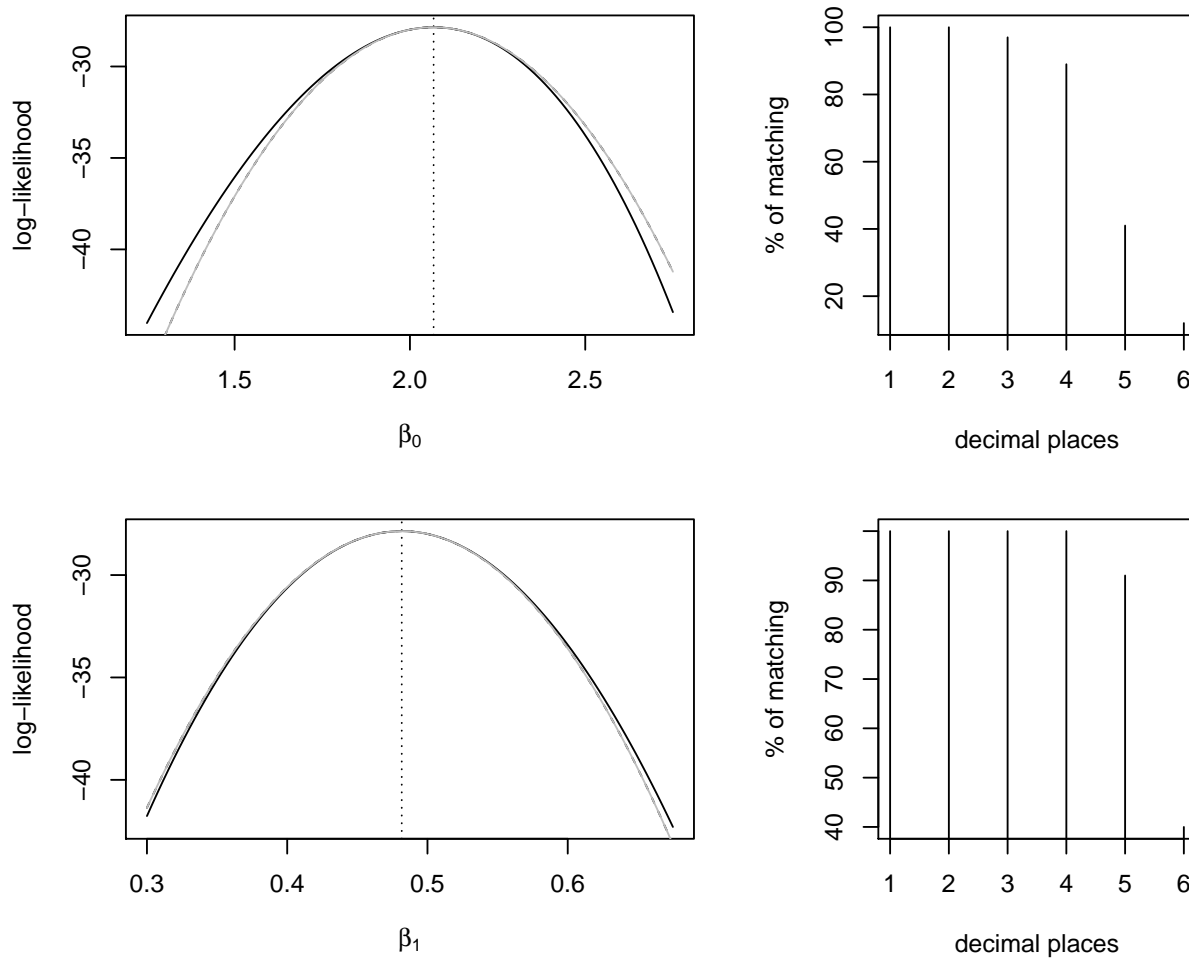 log−likelihood
−30
−35
−40
1.5 2.0 2.5
β0
% of matching
100
80
60
40
20
1 2 3 4 5 6
decimal places
log−likelihood
−30
−35
−40
0.3 0.4 0.5 0.6
β1
% of matching
90
80
70
60
50
40
1 2 3 4 5 6
decimal places